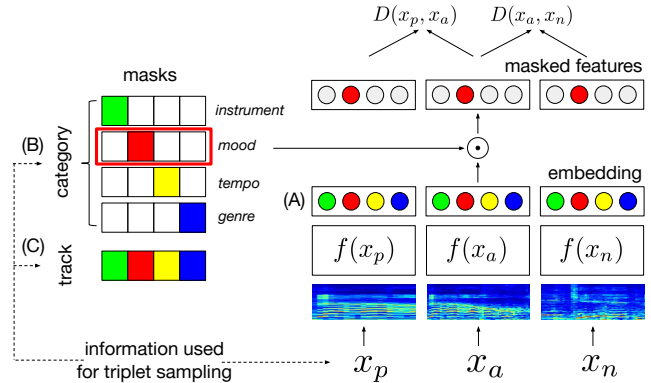 D(x_p, x_a) D(x_a, x_n)
masks
masked features
instrument
(B)
category
mood
tempo
embedding
(A)
genre
(C)
track
f(x_p) f(x_a) f(x_n)
information used
for triplet sampling
x_p x_a x_n